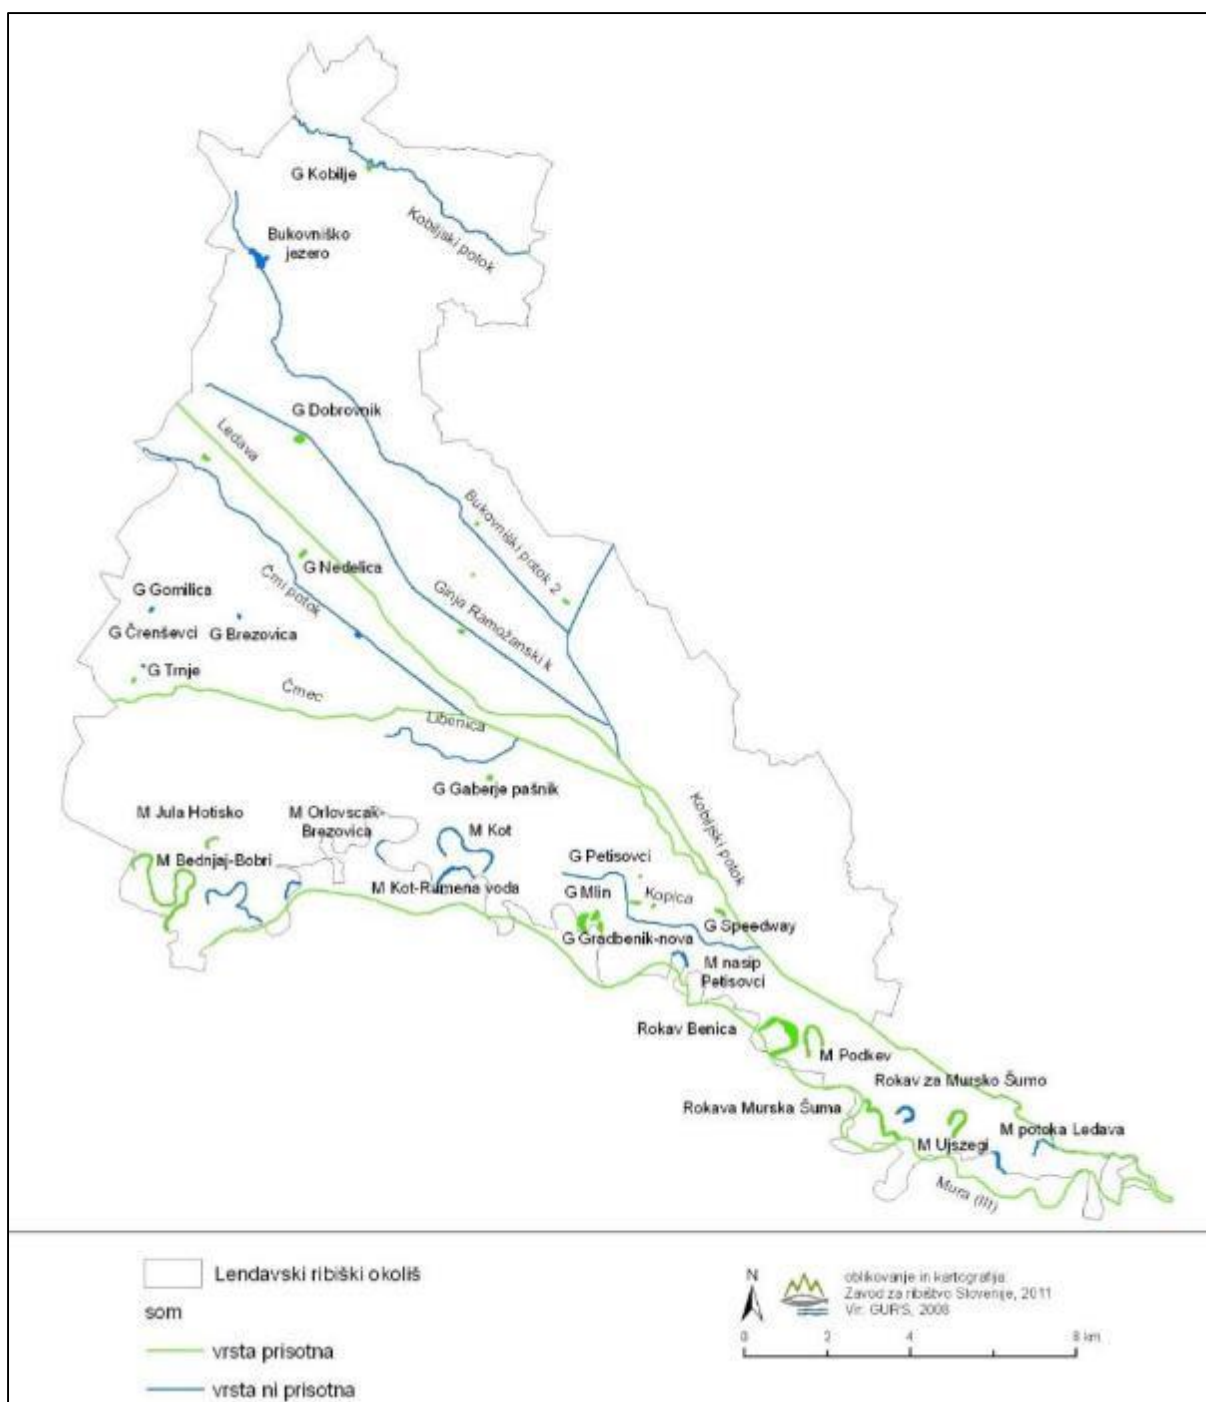 G Kobilje
Kobiljski potok
Bukovniško
jezero
G Dobrovnik
Ledava
Bukovniški potok 2
G Nedelica
Črni potok
Ginja Ramožanski k
G Gomilica
G Črenševci
G Brezovica
G Trnje
Črnec
Libenica
G Gaberje pašnik
Kobiljski potok
M Jula Hotisko
M Orlovscak-
Brezovica
M Kot
M Bednjaj-Bobri
G Petisovci
M Kot-Rumena voda
G Mlin
Kopica
G Speedway
G Gradbenik-nova
M nasip
Petisovci
Rokav Benica
M Podkev
Rokav za Mursko Šumo
Rokava Murska Šuma
M potoka Ledava
M Ujszegi
Mura (III)
Lendavski ribiški okoliš
som
vrsta prisotna
vrsta ni prisotna
N
oblikovanje in kartografija:
Zavod za ribištvo Slovenije, 2011
Vir: GURS, 2008
0 2 4 8 km